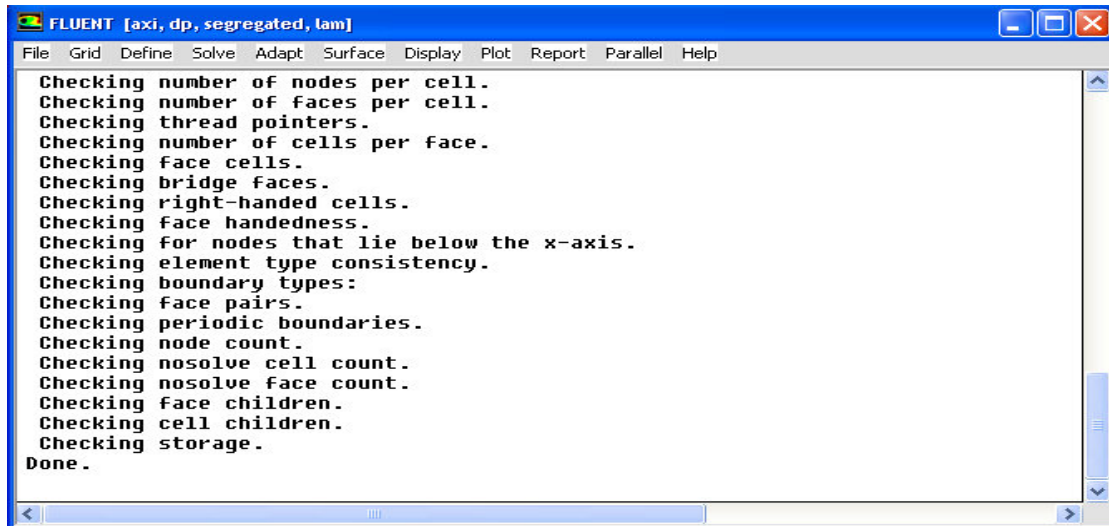 FLUENT [axi, dp, segregated, lam]
File Grid Define Solve Adapt Surface Display Plot Report Parallel Help
Checking number of nodes per cell.
Checking number of faces per cell.
Checking thread pointers.
Checking number of cells per face.
Checking face cells.
Checking bridge faces.
Checking right-handed cells.
Checking face handedness.
Checking for nodes that lie below the x-axis.
Checking element type consistency.
Checking boundary types:
Checking face pairs.
Checking periodic boundaries.
Checking node count.
Checking nosolve cell count.
Checking nosolve face count.
Checking face children.
Checking cell children.
Checking storage.
Done.